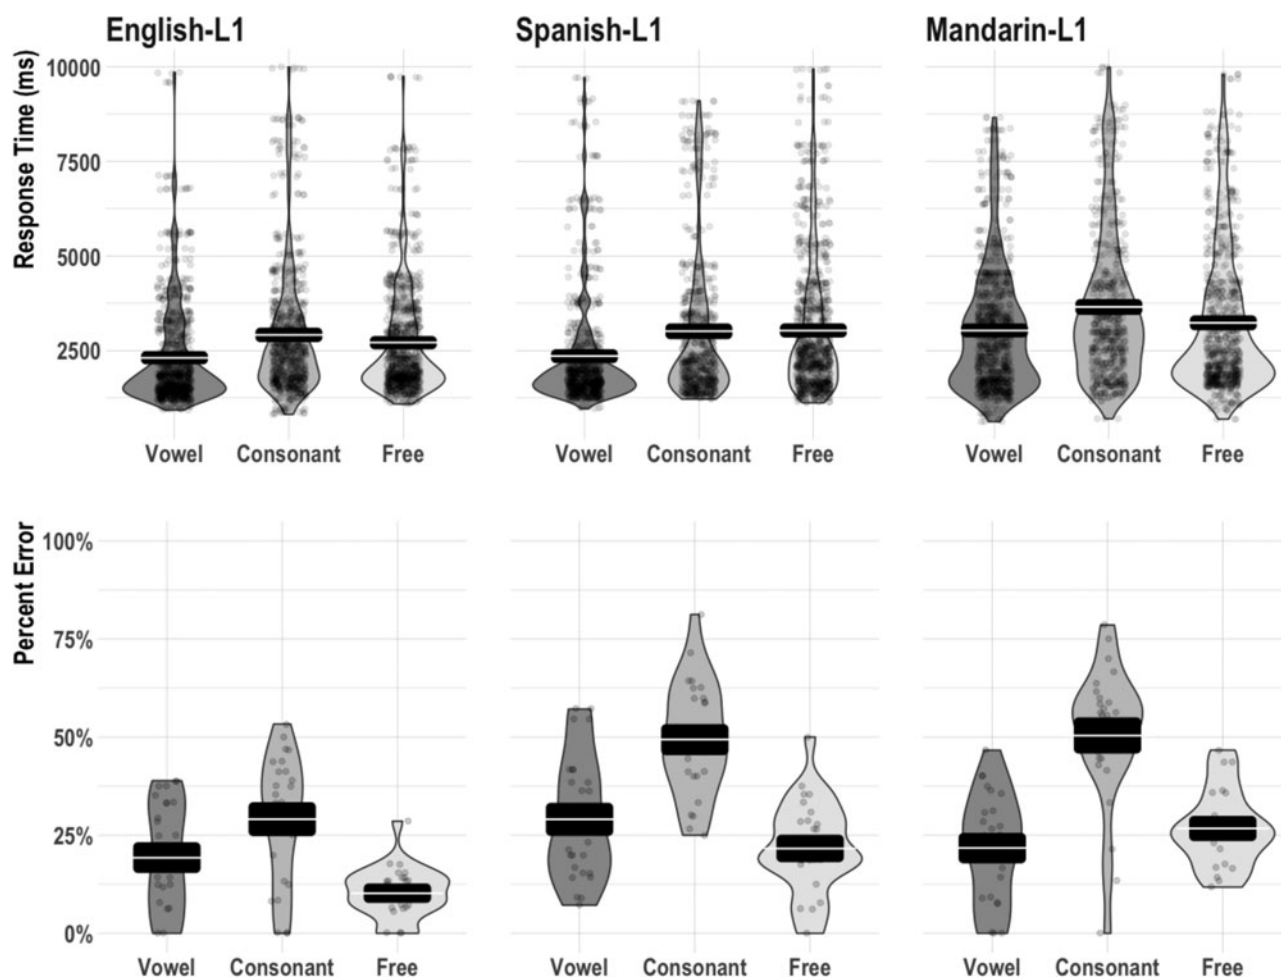 English-L1 Spanish-L1 Mandarin-L1
Response Time (ms)
10000
7500
5000
2500
Vowel Consonant Free Vowel Consonant Free Vowel Consonant Free
Percent Error
100%
75%
50%
25%
0%
Vowel Consonant Free Vowel Consonant Free Vowel Consonant Free